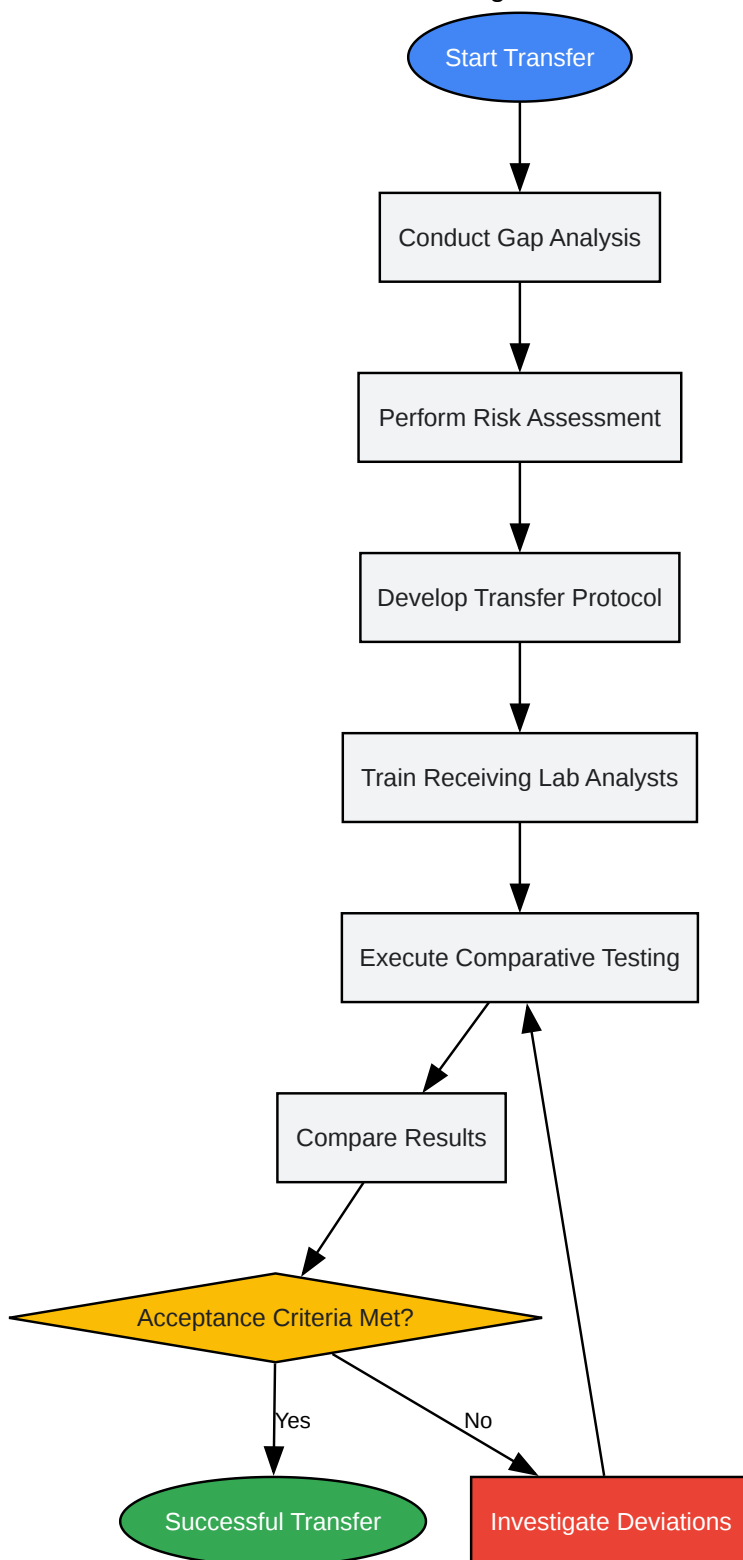 Start Transfer
Conduct Gap Analysis
Perform Risk Assessment
Develop Transfer Protocol
Train Receiving Lab Analysts
Execute Comparative Testing
Compare Results
Acceptance Criteria Met?
Yes
No
Successful Transfer
Investigate Deviations